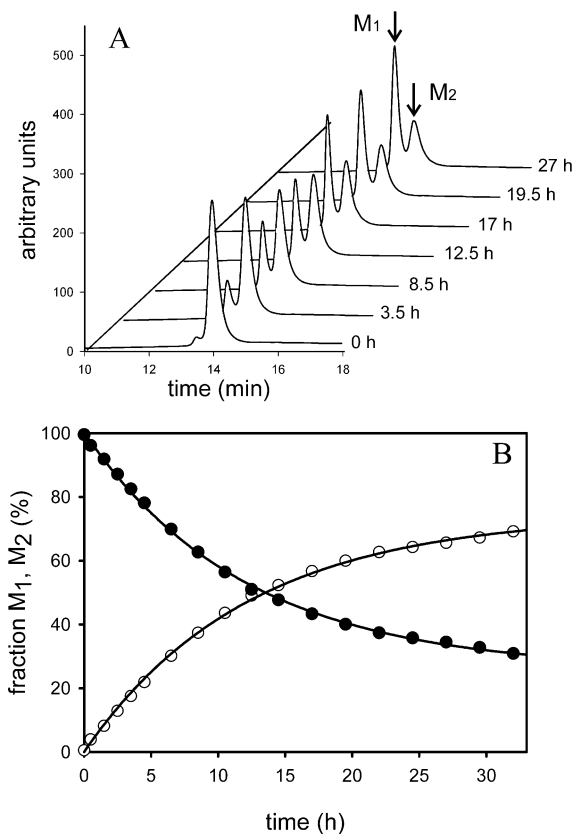 A
M₁
M₂
500
400
300
200
100
0
arbitrary units
27 h
19.5 h
17 h
12.5 h
8.5 h
3.5 h
0 h
10 12 14 16 18
time (min)
B
100
80
60
40
20
0
fraction M₁, M₂ (%)
0 5 10 15 20 25 30
time (h)